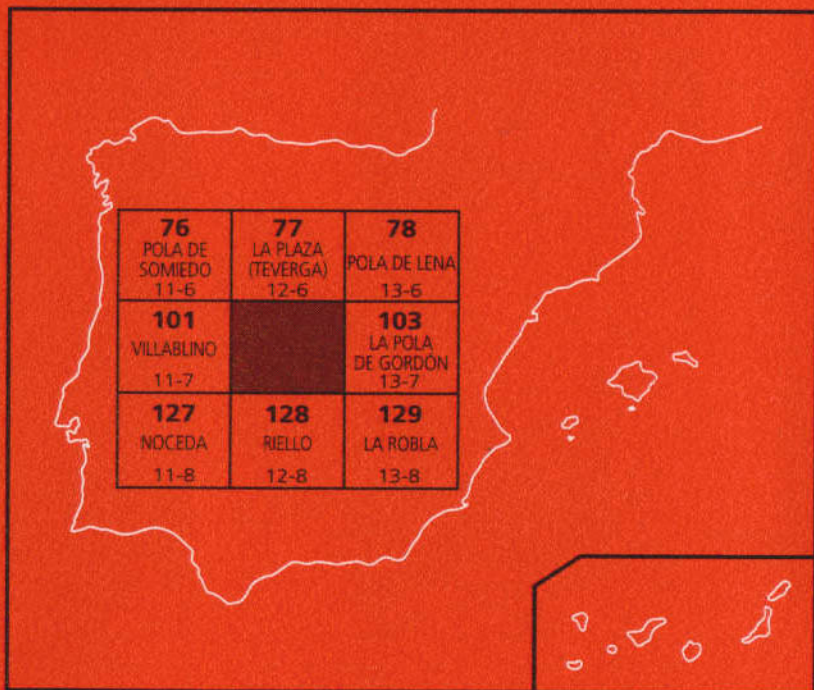 76
POLA DE
SOMIEDO
11-6
77
LA PLAZA
(TEVERGA)
12-6
78
POLA DE LENA
13-6
101
VILLABLINO
11-7
103
LA POLA
DE GORDÓN
13-7
127
NOCEDA
11-8
128
RIELLO
12-8
129
LA ROBLA
13-8